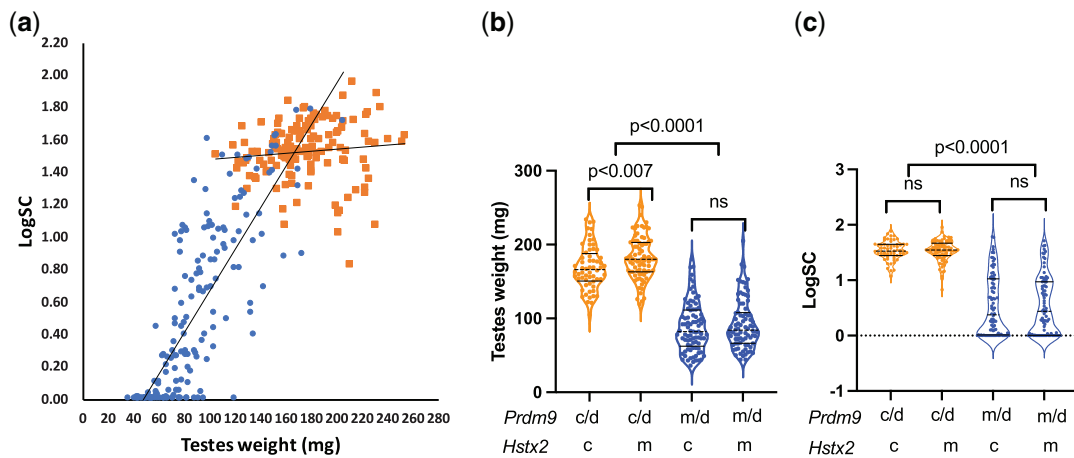 (a)
LogSC
2.20
2.00
1.80
1.60
1.40
1.20
1.00
0.80
0.60
0.40
0.20
0.00
0 20 40 60 80 100 120 140 160 180 200 220 240 260 280
Testes weight (mg)
(b)
Testes weight (mg)
300
200
100
0
p<0.0001
p<0.007
ns
Prdm9 c/d c/d m/d m/d
Hstx2 c m c m
(c)
LogSC
3
2
1
0
-1
p<0.0001
ns ns
Prdm9 c/d c/d m/d m/d
Hstx2 c m c m